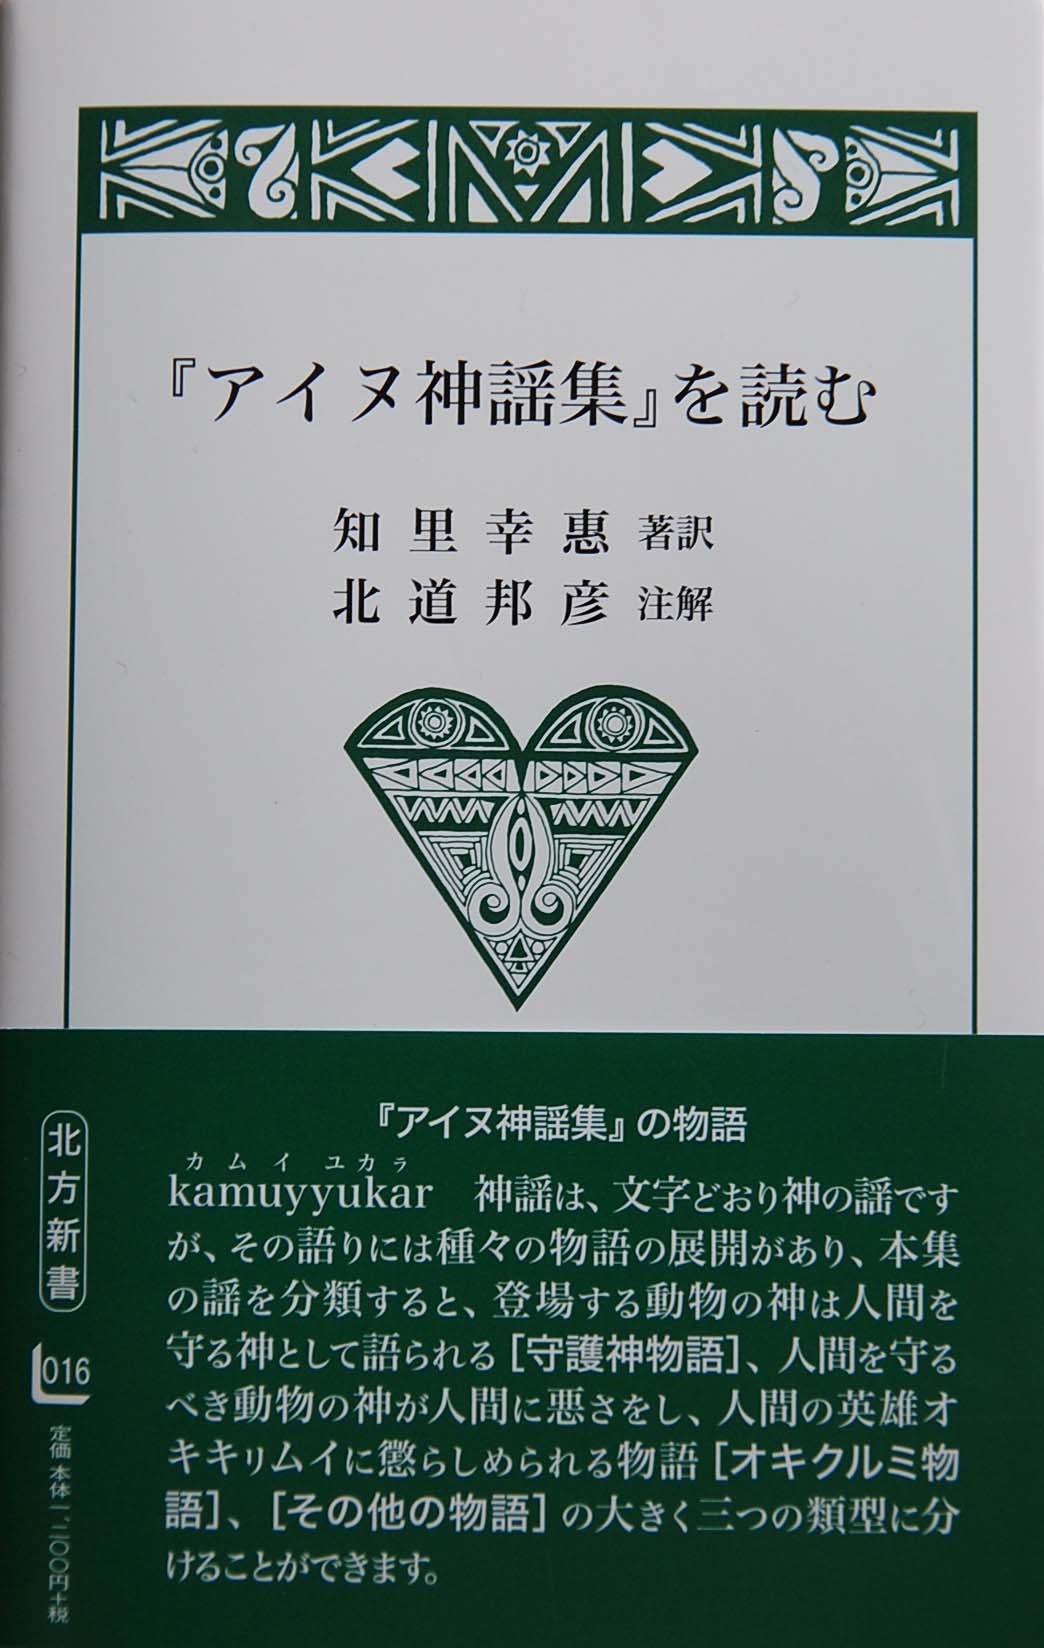 『アイヌ神謡集』を読む
知里幸惠 著訳
北道邦彦 注解
『アイヌ神謡集』の物語
カムイユカラ
kamuyyukar 神謡は、文字どおり神の謡です
が、その語りには種々の物語の展開があり、本集
の謡を分類すると、登場する動物の神は人間を
守る神として語られる［守護神物語］、人間を守る
べき動物の神が人間に悪さをし、人間の英雄オ
キキリムイに懲らしめられる物語［オキクルミ物
語］、［その他の物語］の大きく三つの類型に分
けることができます。
北方新書
016
定価 本体一、二〇〇円+税